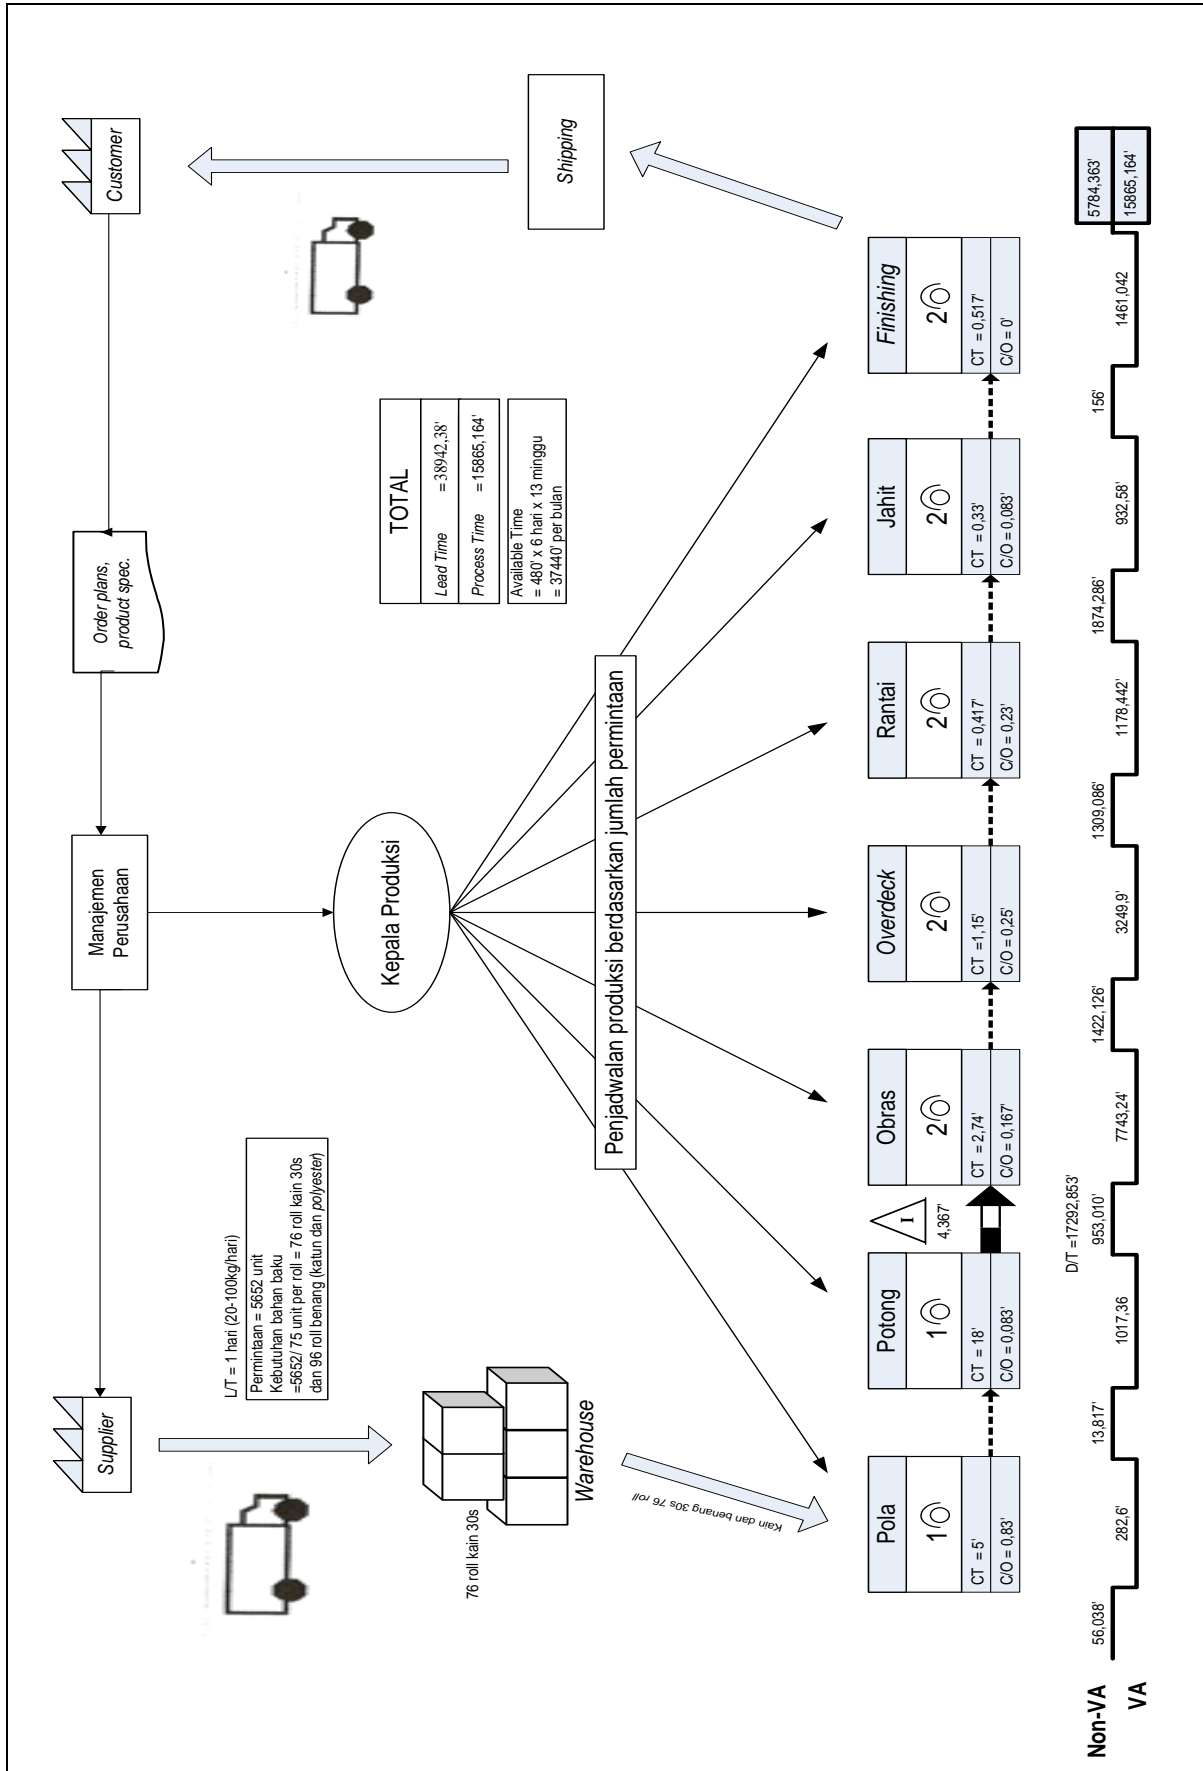 Supplier
Manajemen
Perusahaan
Order plans,
product spec.
Customer
L/T = 1 hari (20-100kg/hari)
Permintaan = 5652 unit
Kebutuhan bahan baku
=5652/ 75 unit per roll = 76 roll kain 30s
dan 96 roll benang (katun dan polyester)
Kepala Produksi
TOTAL
Lead Time = 38942,38'
Process Time = 15865,164'
Available Time
= 480' x 6 hari x 13 minggu
= 37440' per bulan
Shipping
76 roll kain 30s
Warehouse
Kain dan benang 30s 76 roll
Penjadwalan produksi berdasarkan jumlah permintaan
Pola
1
CT = 5'
C/O = 0,83'
Potong
1
CT = 18'
C/O = 0,083'
I
4,367'
Obras
2
CT = 2,74'
C/O = 0,167'
Overdeck
2
CT =1,15'
C/O = 0,25'
Rantai
2
CT = 0,417'
C/O = 0,23'
Jahit
2
CT = 0,33'
C/O = 0,083'
Finishing
2
CT = 0,517'
C/O = 0'
D/T =17292,853'
Non-VA
56,038'
13,817'
953,010'
1422,126'
1309,086'
1874,286'
156'
5784,363'
VA
282,6'
1017,36
7743,24'
3249,9'
1178,442'
932,58'
1461,042
15865,164'